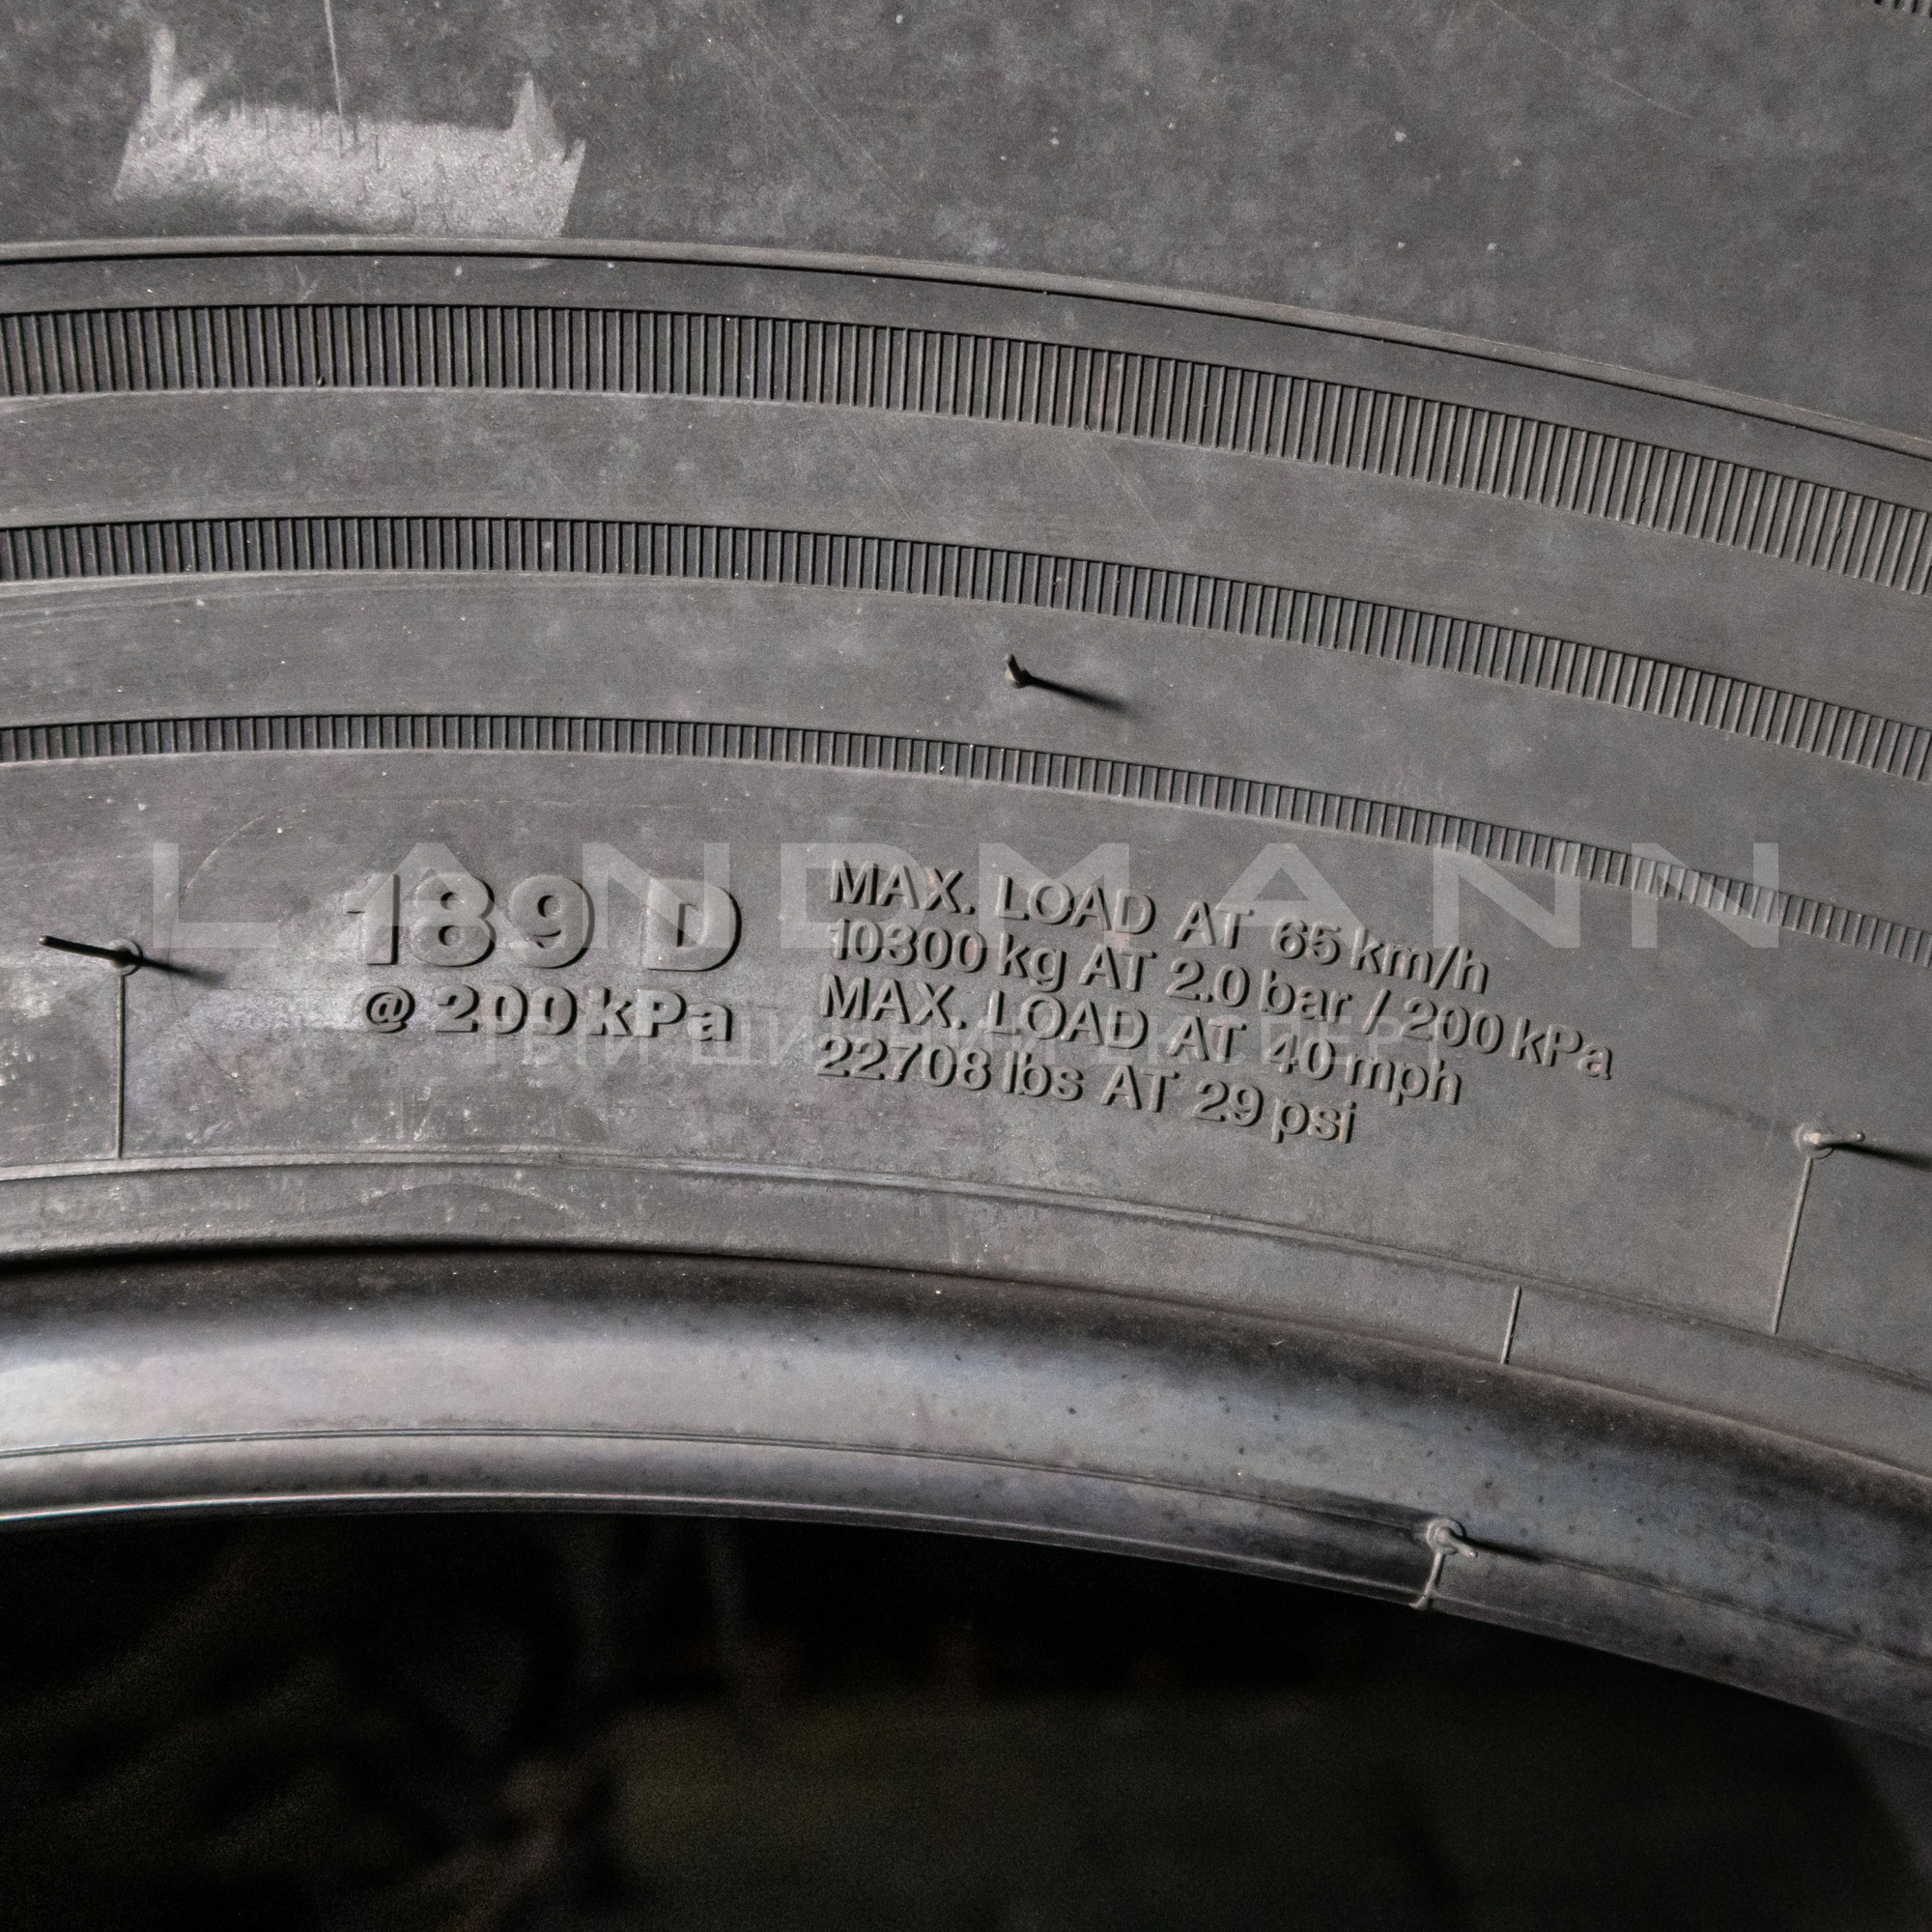 LANDMANN
189 D
@ 200 kPa
MAX. LOAD AT 65 km/h
10300 kg AT 2.0 bar / 200 kPa
MAX. LOAD AT 40 mph
22708 lbs AT 29 psi